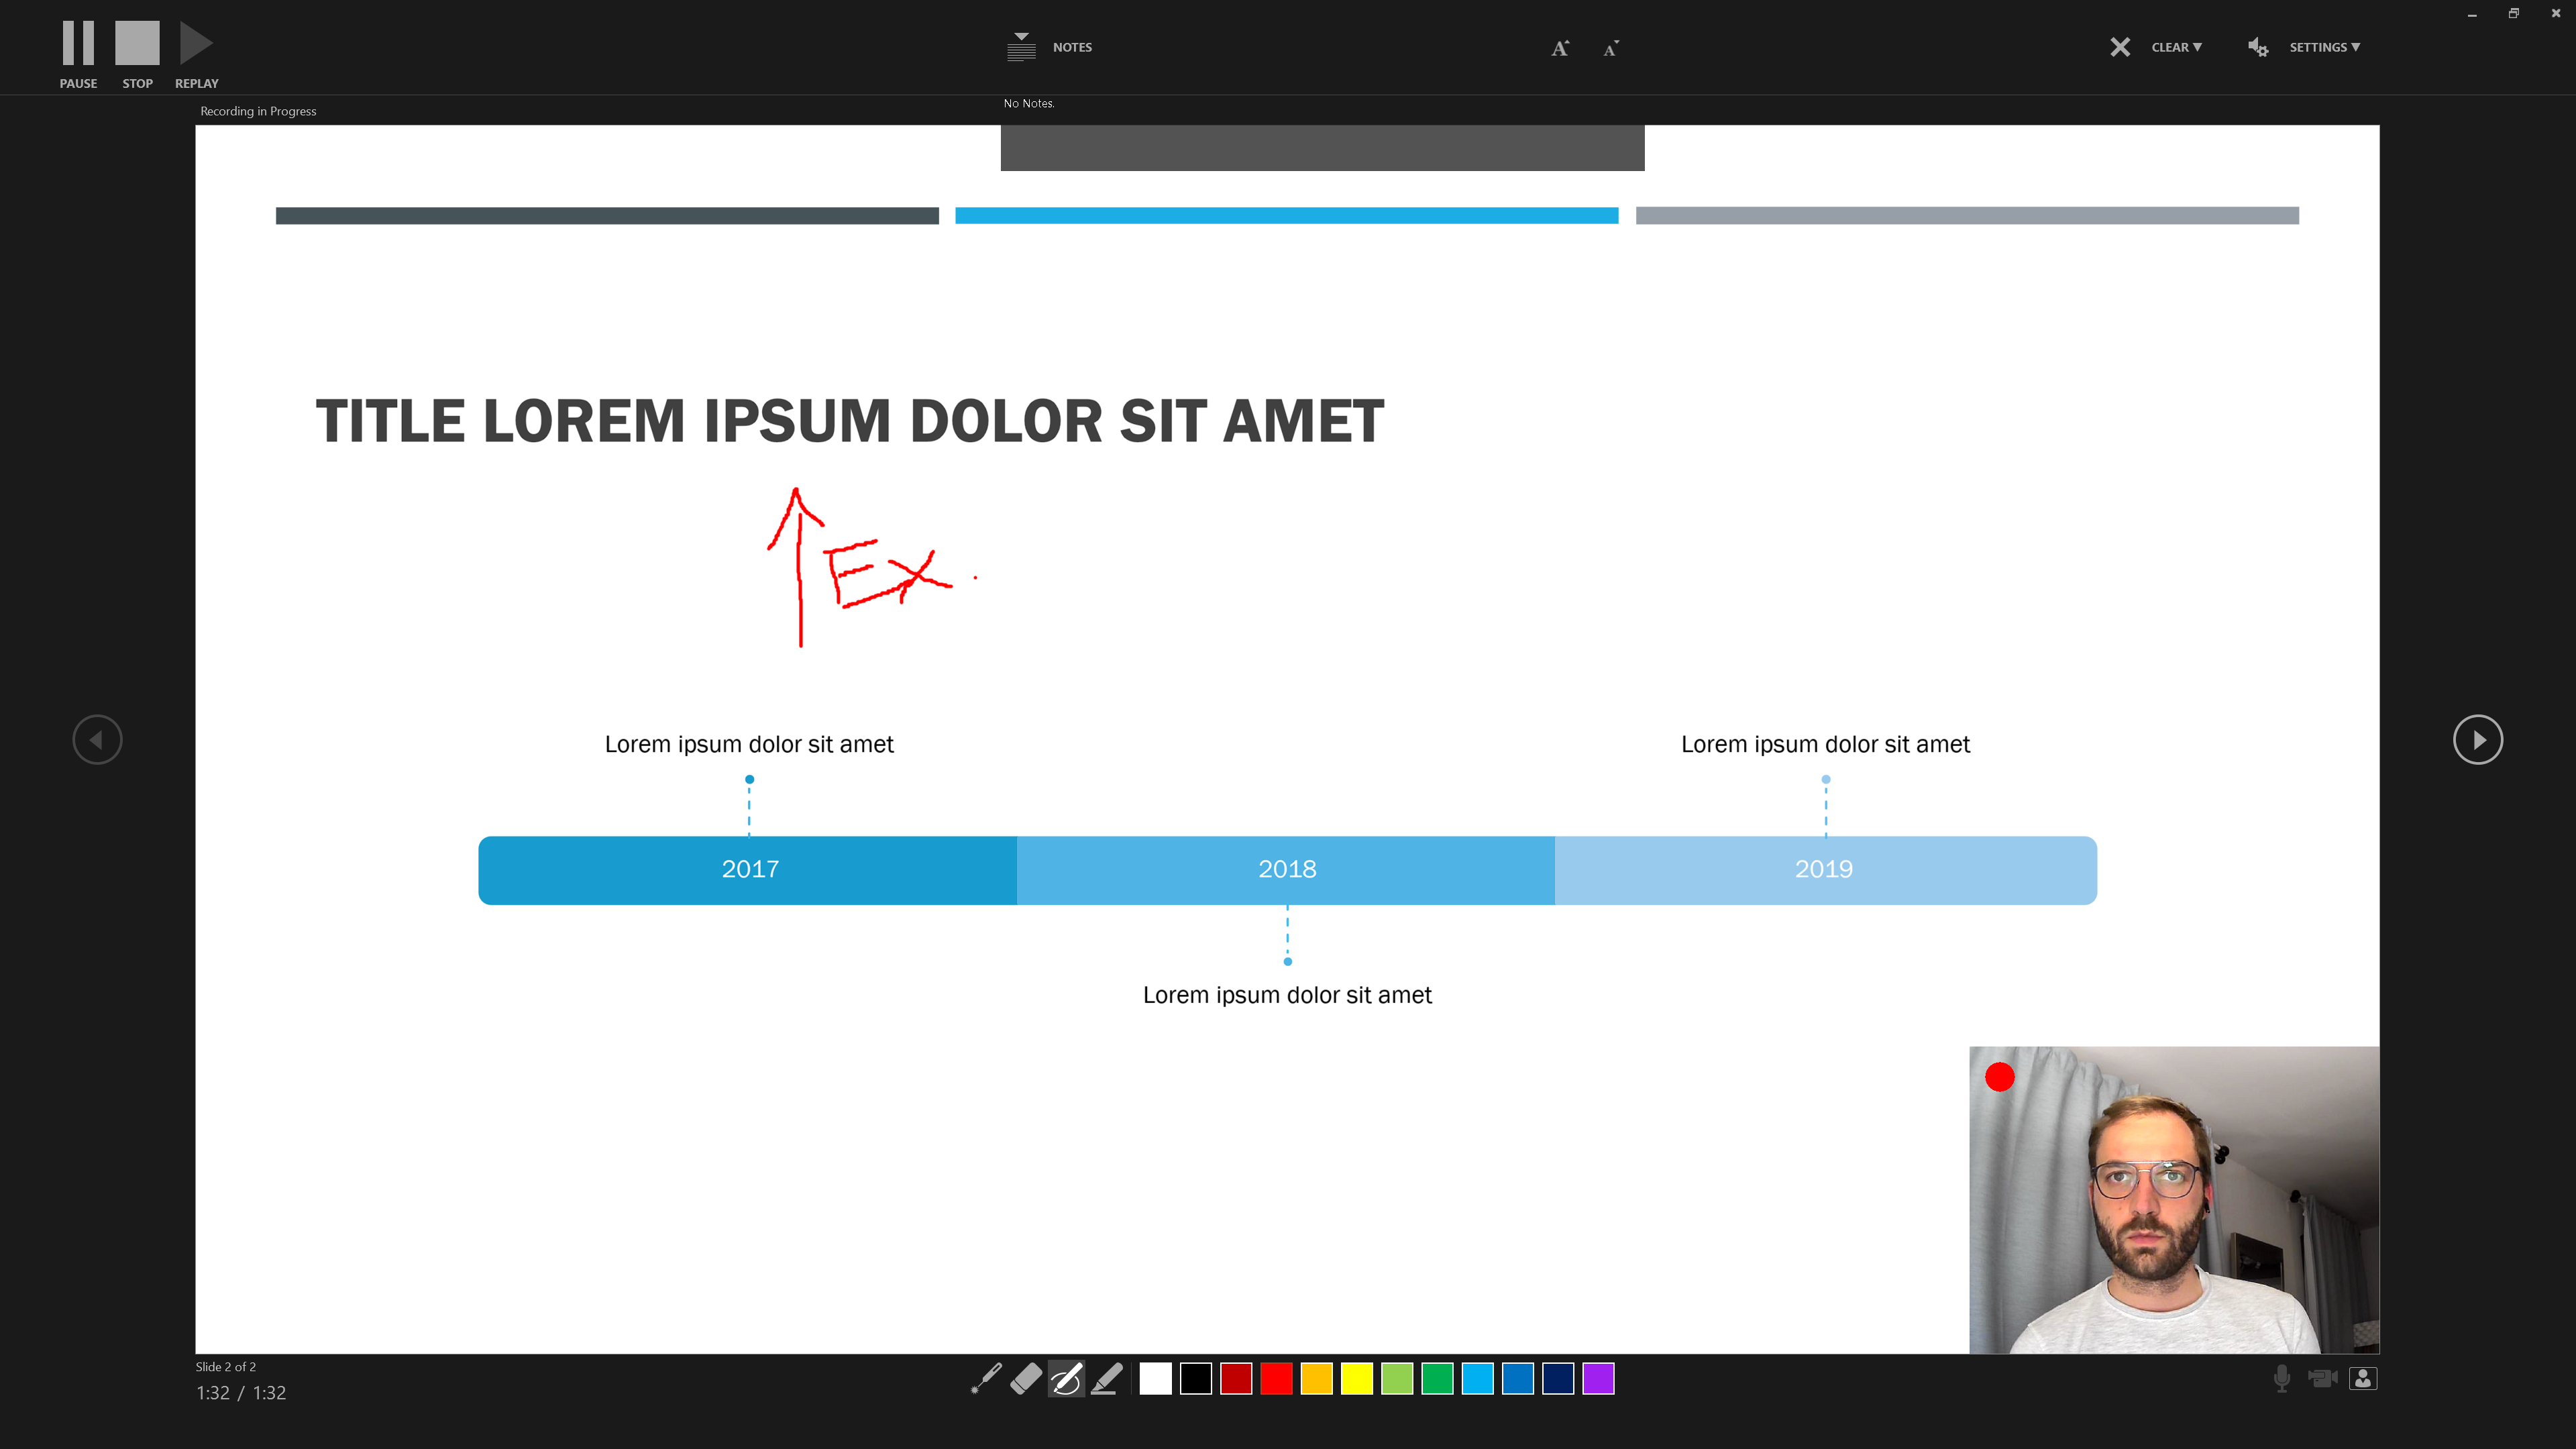 PAUSE STOP REPLAY
NOTES
A A
CLEAR SETTINGS
No Notes.
Recording in Progress
TITLE LOREM IPSUM DOLOR SIT AMET
Ex.
Lorem ipsum dolor sit amet
Lorem ipsum dolor sit amet
2017 2018 2019
Lorem ipsum dolor sit amet
Slide 2 of 2
1:32 / 1:32